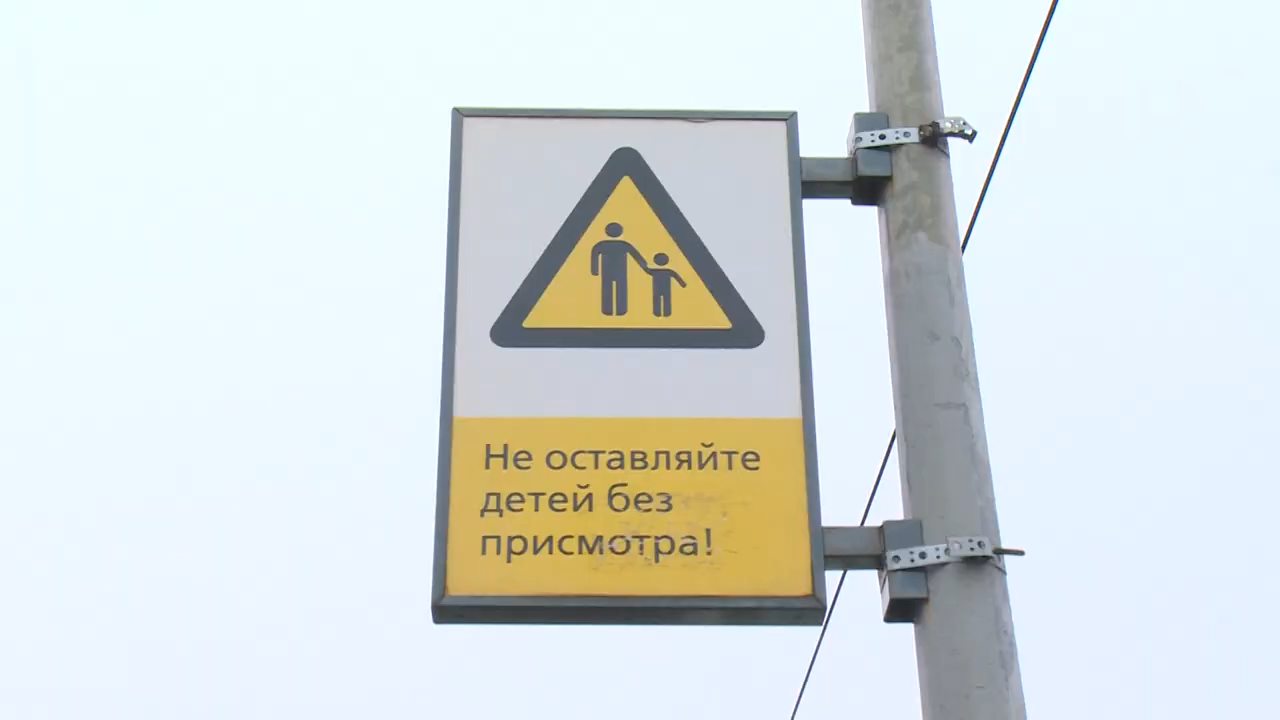 Не оставляйте
детей без
присмотра!